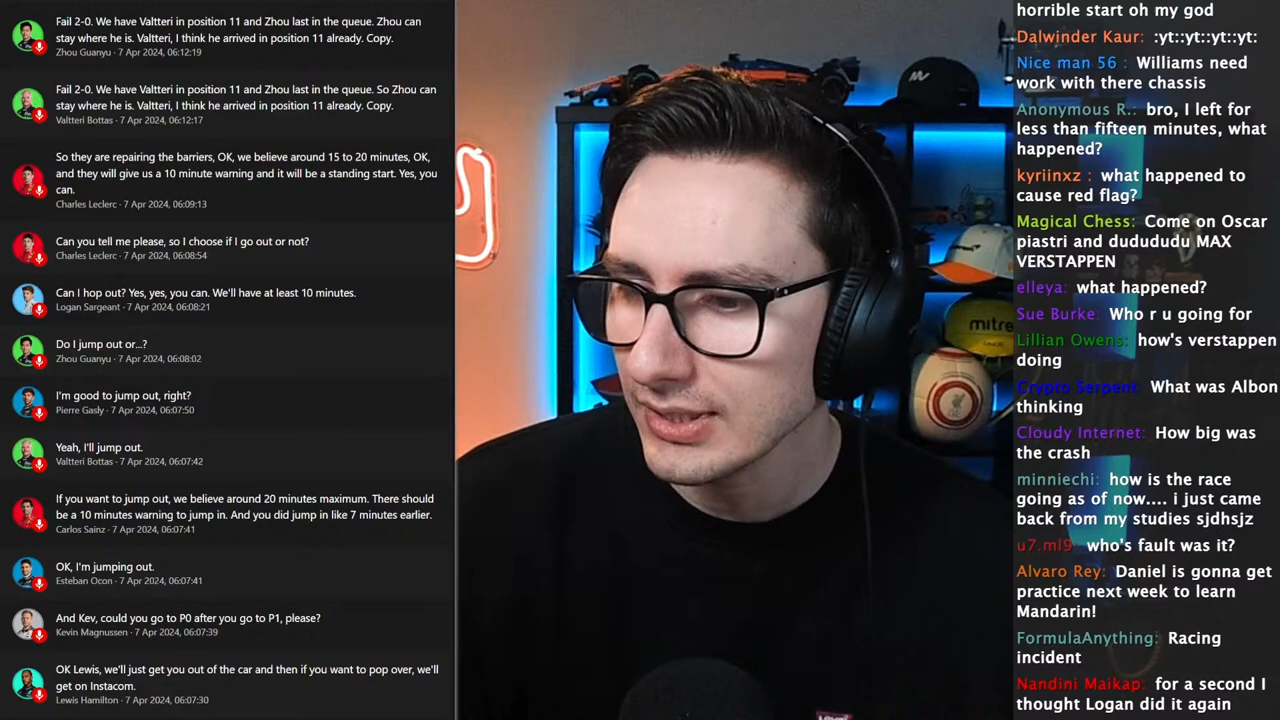 Fail 2-0. We have Valtteri in position 11 and Zhou last in the queue. Zhou can
stay where he is. Valtteri, I think he arrived in position 11 already. Copy.
Zhou Guanyu · 7 Apr 2024, 06:12:19
Fail 2-0. We have Valtteri in position 11 and Zhou last in the queue. So Zhou can
stay where he is. Valtteri, I think he arrived in position 11 already. Copy.
Valtteri Bottas · 7 Apr 2024, 06:12:17
So they are repairing the barriers, OK, we believe around 15 to 20 minutes, OK,
and they will give us a 10 minute warning and it will be a standing start. Yes, you
can.
Charles Leclerc · 7 Apr 2024, 06:09:13
Can you tell me please, so I choose if I go out or not?
Charles Leclerc · 7 Apr 2024, 06:08:54
Can I hop out? Yes, yes, you can. We'll have at least 10 minutes.
Logan Sargeant · 7 Apr 2024, 06:08:21
Do I jump out or...?
Zhou Guanyu · 7 Apr 2024, 06:08:02
I'm good to jump out, right?
Pierre Gasly · 7 Apr 2024, 06:07:50
Yeah, I'll jump out.
Valtteri Bottas · 7 Apr 2024, 06:07:42
If you want to jump out, we believe around 20 minutes maximum. There should
be a 10 minutes warning to jump in. And you did jump in like 7 minutes earlier.
Carlos Sainz · 7 Apr 2024, 06:07:41
OK, I'm jumping out.
Esteban Ocon · 7 Apr 2024, 06:07:41
And Kev, could you go to P0 after you go to P1, please?
Kevin Magnussen · 7 Apr 2024, 06:07:39
OK Lewis, we'll just get you out of the car and then if you want to pop over, we'll
get on Instacom.
Lewis Hamilton · 7 Apr 2024, 06:07:30
mitre
horrible start oh my god
Dalwinder Kaur: :yt::yt::yt::yt:
Nice man 56 : Williams need
work with there chassis
Anonymous R.: bro, I left for
less than fifteen minutes, what
happened?
kyriinxz : what happened to
cause red flag?
Magical Chess: Come on Oscar
piastri and dudududu MAX
VERSTAPPEN
elleya: what happened?
Sue Burke: Who r u going for
Lillian Owens: how's verstappen
doing
Crypto Serpent: What was Albon
thinking
Cloudy Internet: How big was
the crash
minniechi: how is the race
going as of now.... i just came
back from my studies sjdhsjz
u7.ml9: who's fault was it?
Alvaro Rey: Daniel is gonna get
practice next week to learn
Mandarin!
FormulaAnything: Racing
incident
Nandini Maikap: for a second I
thought Logan did it again